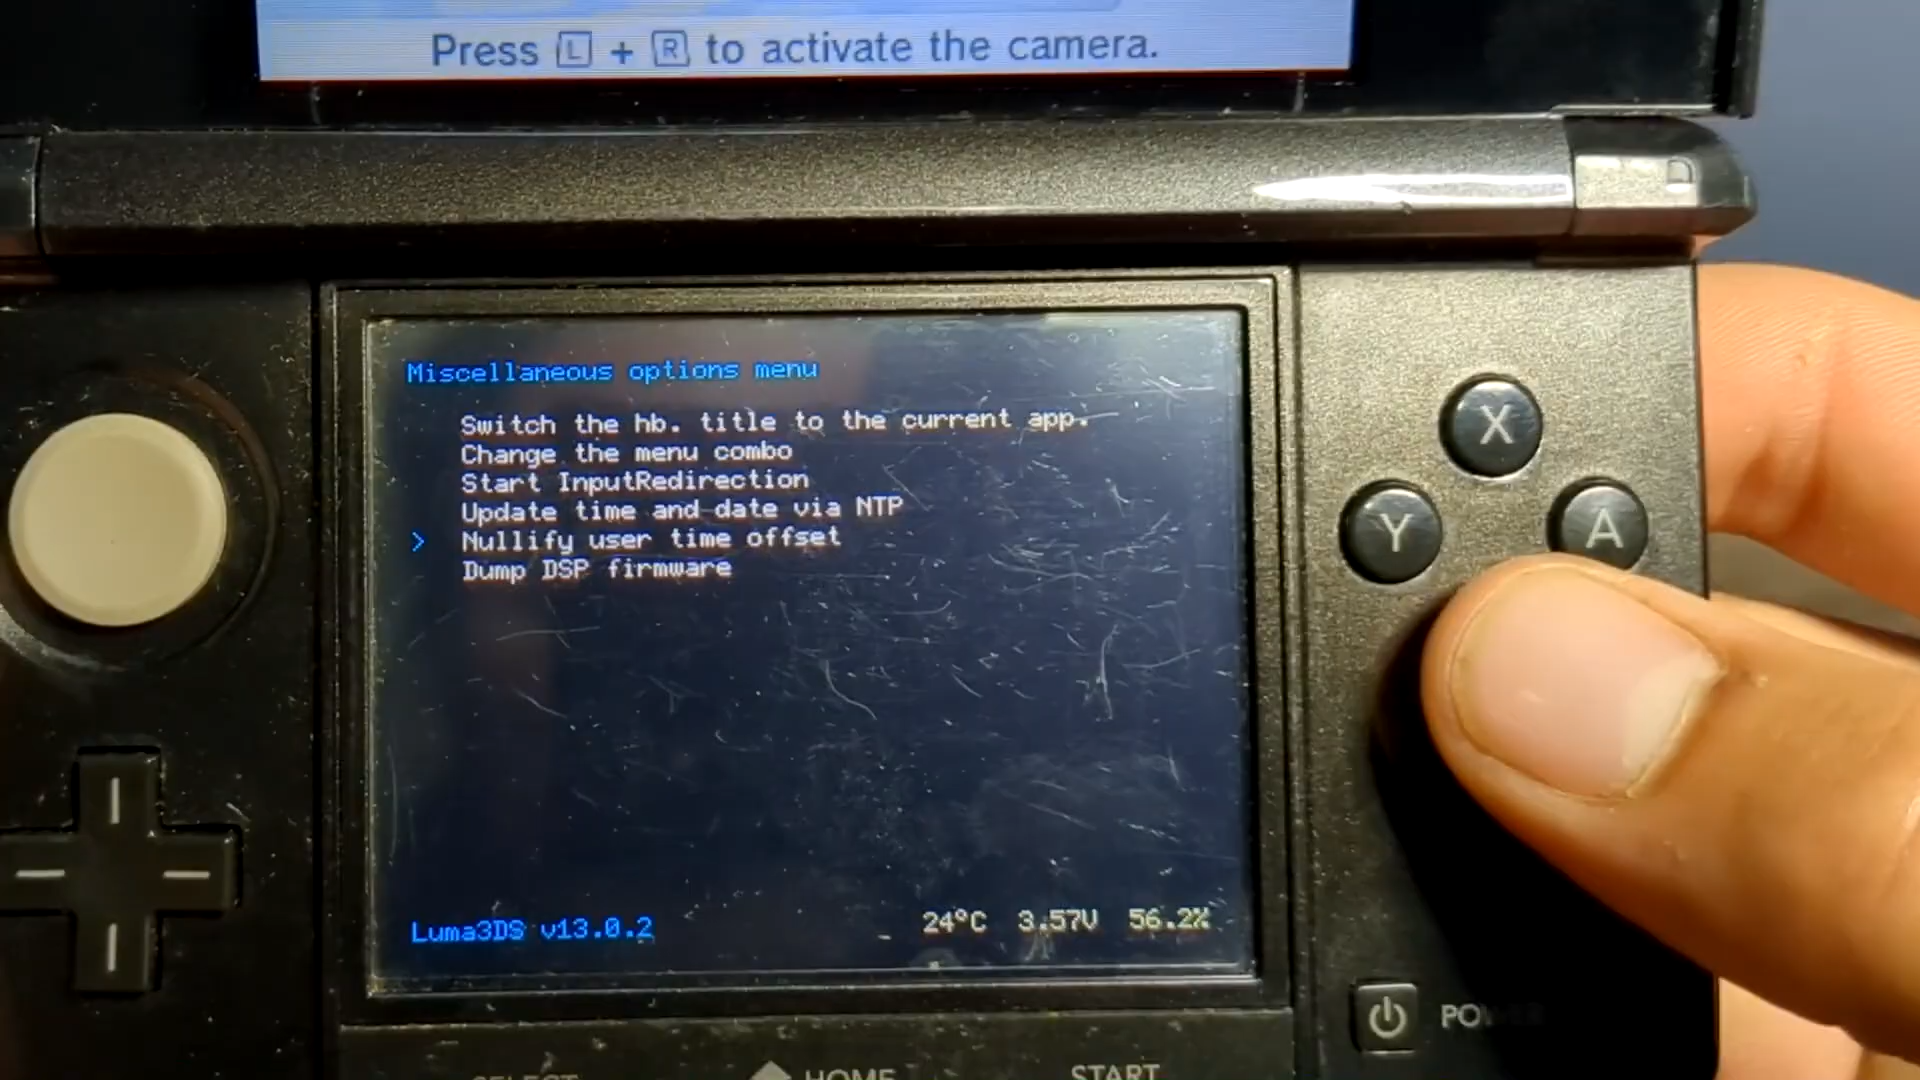 Press L + R to activate the camera.
Miscellaneous options menu
Switch the hb. title to the current app.
Change the menu combo
Start InputRedirection
Update time and date via NTP
> Nullify user time offset
Dump DSP firmware
Luma3DS v13.0.2 24°C 3.57V 56.2%
X
Y A
POWER
SELECT HOME START